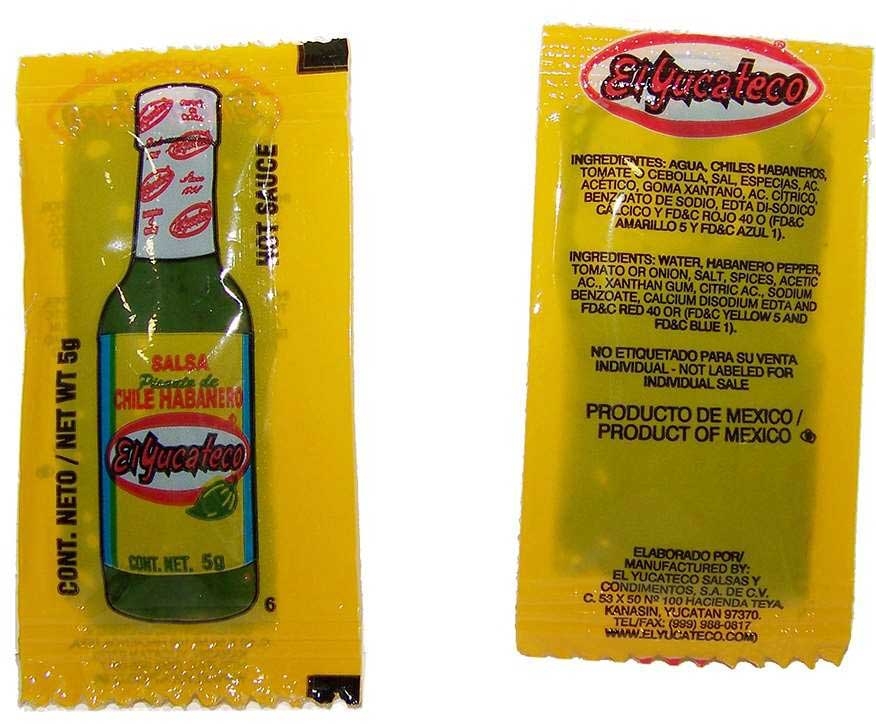 HOT SAUCE
CONT. NETO / NET WT 5g
SALSA
Picante de
CHILE HABANERO
El Yucateco
CONT. NET. 5g
6
El Yucateco
INGREDIENTES: AGUA, CHILES HABANEROS,
TOMATE O CEBOLLA, SAL, ESPECIAS, AC.
ACÉTICO, GOMA XANTANO, AC. CÍTRICO,
BENZOATO DE SODIO, EDTA DI-SÓDICO
CÁLCICO Y FD&C ROJO 40 O (FD&C
AMARILLO 5 Y FD&C AZUL 1).
INGREDIENTS: WATER, HABANERO PEPPER,
TOMATO OR ONION, SALT, SPICES, ACETIC
AC., XANTHAN GUM, CITRIC AC., SODIUM
BENZOATE, CALCIUM DISODIUM EDTA AND
FD&C RED 40 OR (FD&C YELLOW 5 AND
FD&C BLUE 1).
NO ETIQUETADO PARA SU VENTA
INDIVIDUAL - NOT LABELED FOR
INDIVIDUAL SALE
PRODUCTO DE MEXICO /
PRODUCT OF MEXICO
ELABORADO POR/
MANUFACTURED BY:
EL YUCATECO SALSAS Y
CONDIMENTOS, S.A. DE C.V.
C. 53 X 50 Nº 100 HACIENDA TEYA,
KANASIN, YUCATAN 97370.
TEL/FAX: (999) 988-0817
WWW.ELYUCATECO.COM